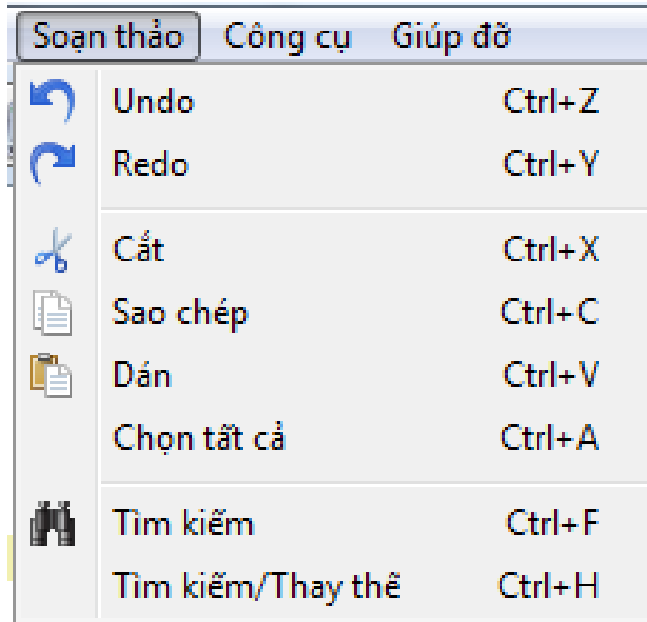 Soạn thảo Công cụ Giúp đỡ
Undo Ctrl+Z
Redo Ctrl+Y
Cắt Ctrl+X
Sao chép Ctrl+C
Dán Ctrl+V
Chọn tất cả Ctrl+A
Tìm kiếm Ctrl+F
Tìm kiếm/Thay thế Ctrl+H